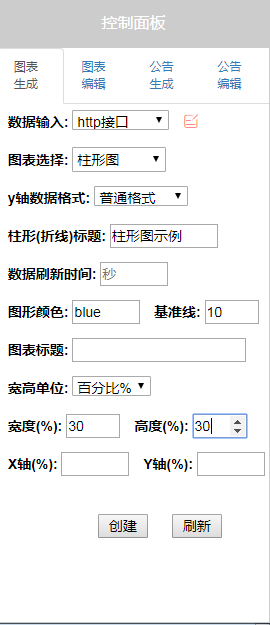 控制面板
图表 图表 公告 公告
生成 编辑 生成 编辑
数据输入: http接口
图表选择: 柱形图
y轴数据格式: 普通格式
柱形(折线)标题: 柱形图示例
数据刷新时间: 秒
图形颜色: blue 基准线: 10
图表标题:
宽高单位: 百分比%
宽度(%): 30 高度(%): 30
X轴(%): Y轴(%):
创建 刷新